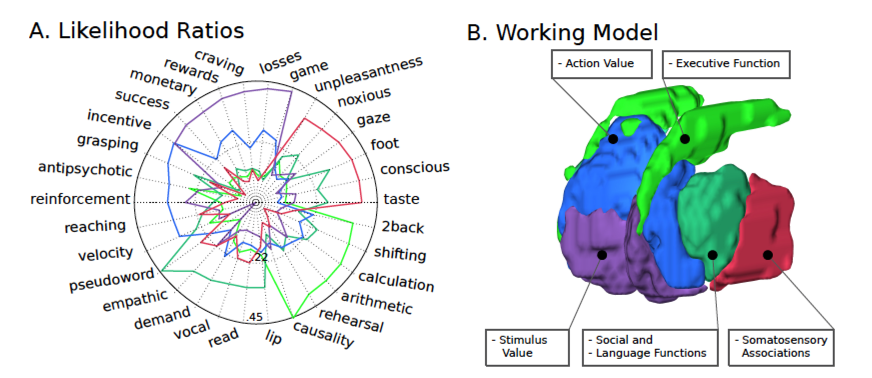 A. Likelihood Ratios
craving
losses
rewards
game
monetary
unpleasantness
success
noxious
incentive
gaze
grasping
foot
antipsychotic
conscious
reinforcement
taste
reaching
2back
velocity
shifting
pseudoword
calculation
empathic
arithmetic
demand
rehearsal
vocal
causality
read
lip
.22
.45
B. Working Model
- Action Value
- Executive Function
- Stimulus
Value
- Social and
- Language Functions
- Somatosensory
Associations